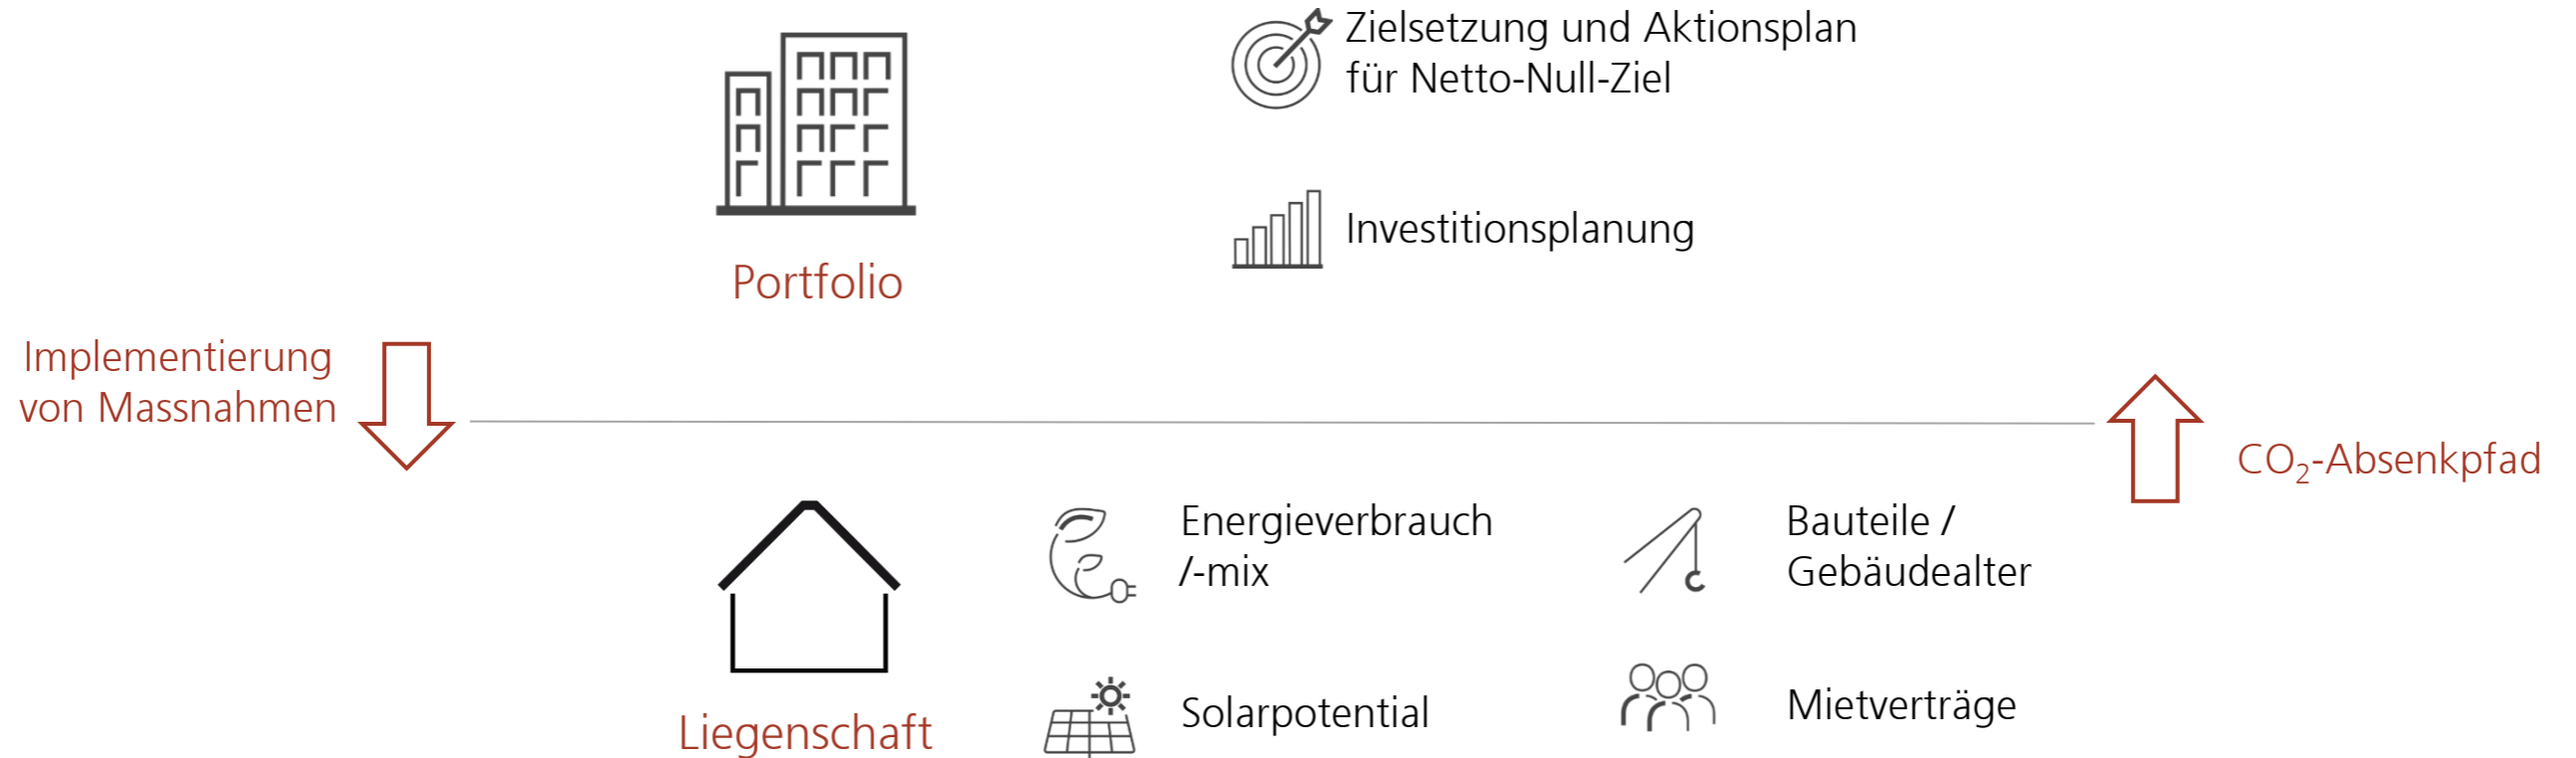 Zielsetzung und Aktionsplan
für Netto-Null-Ziel
Investitionsplanung
Portfolio
Implementierung
von Massnahmen
CO₂-Absenkpfad
Energieverbrauch
/-mix
Bauteile /
Gebäudealter
Solarpotential
Mietverträge
Liegenschaft